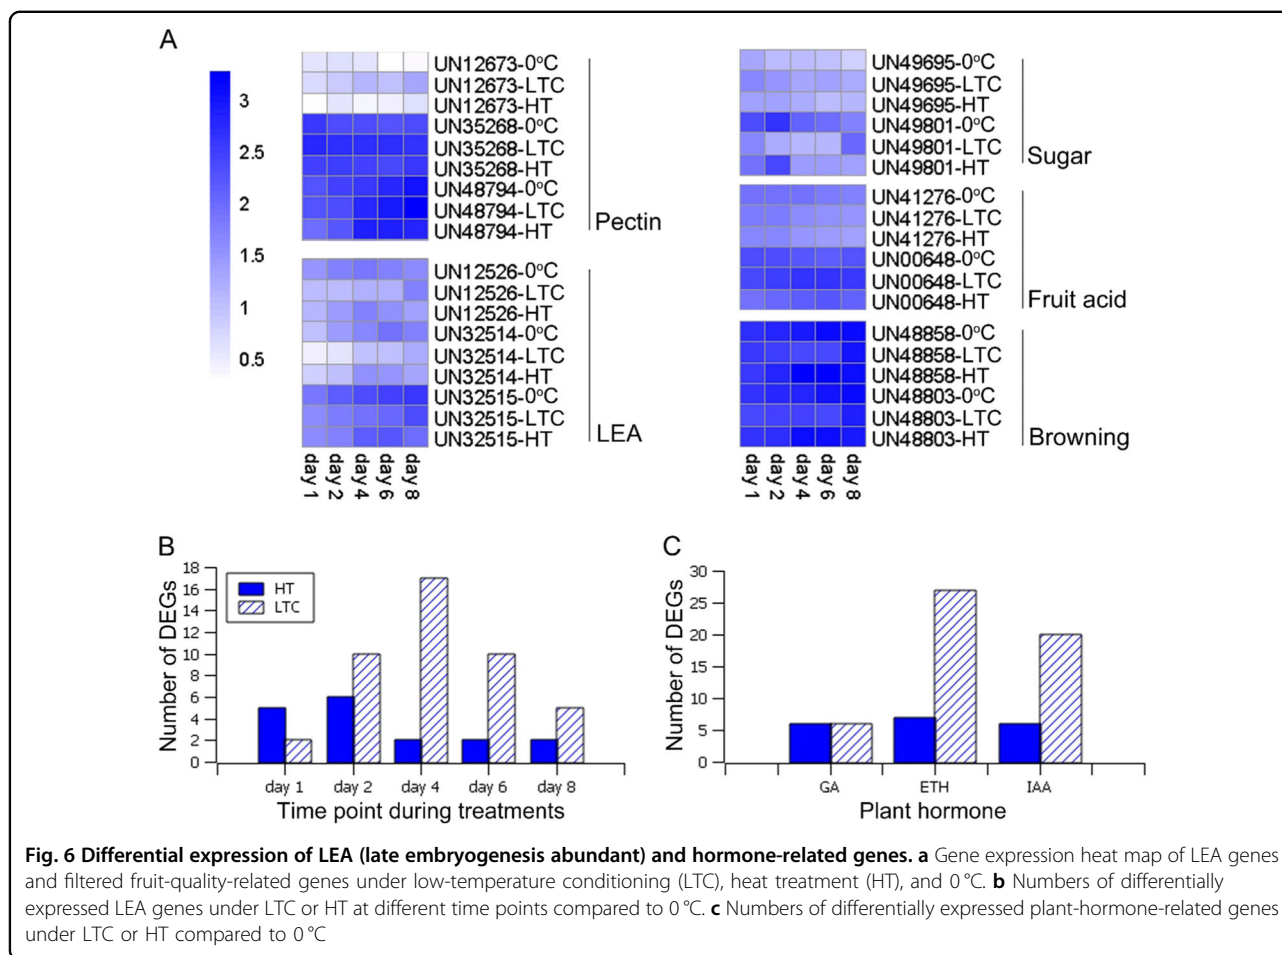 A
3
2.5
2
1.5
1
0.5
UN12673-0°C
UN12673-LTC
UN12673-HT
UN35268-0°C
UN35268-LTC
UN35268-HT
UN48794-0°C
UN48794-LTC
UN48794-HT
Pectin
UN12526-0°C
UN12526-LTC
UN12526-HT
UN32514-0°C
UN32514-LTC
UN32514-HT
UN32515-0°C
UN32515-LTC
UN32515-HT
LEA
day 1
day 2
day 4
day 6
day 8
UN49695-0°C
UN49695-LTC
UN49695-HT
UN49801-0°C
UN49801-LTC
UN49801-HT
Sugar
UN41276-0°C
UN41276-LTC
UN41276-HT
UN00648-0°C
UN00648-LTC
UN00648-HT
Fruit acid
UN48858-0°C
UN48858-LTC
UN48858-HT
UN48803-0°C
UN48803-LTC
UN48803-HT
Browning
day 1
day 2
day 4
day 6
day 8
B
Number of DEGs
18
16
14
12
10
8
6
4
2
0
HT
LTC
day 1 day 2 day 4 day 6 day 8
Time point during treatments
C
Number of DEGs
30
25
20
15
10
5
0
GA ETH IAA
Plant hormone
Fig. 6 Differential expression of LEA (late embryogenesis abundant) and hormone-related genes. a Gene expression heat map of LEA genes
and filtered fruit-quality-related genes under low-temperature conditioning (LTC), heat treatment (HT), and 0 °C. b Numbers of differentially
expressed LEA genes under LTC or HT at different time points compared to 0 °C. c Numbers of differentially expressed plant-hormone-related genes
under LTC or HT compared to 0 °C